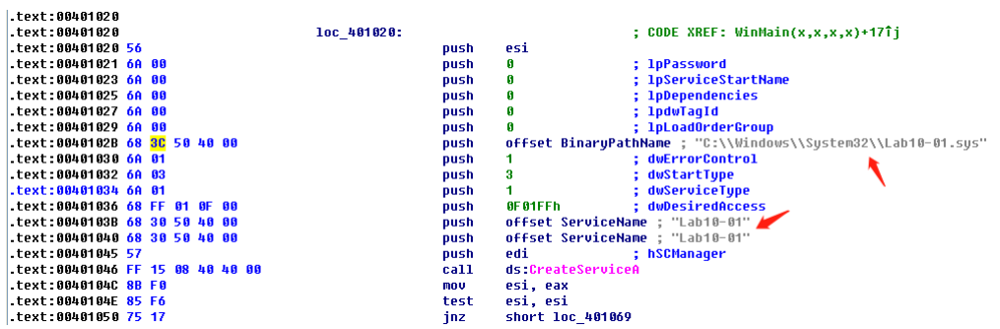 .text:00401020
.text:00401020 loc_401020: ; CODE XREF: WinMain(x,x,x,x)+17↑j
.text:00401020 56 push esi
.text:00401021 6A 00 push 0 ; lpPassword
.text:00401023 6A 00 push 0 ; lpServiceStartName
.text:00401025 6A 00 push 0 ; lpDependencies
.text:00401027 6A 00 push 0 ; lpdwTagId
.text:00401029 6A 00 push 0 ; lpLoadOrderGroup
.text:0040102B 68 3C 50 40 00 push offset BinaryPathName ; "C:\\Windows\\System32\\Lab10-01.sys"
.text:00401030 6A 01 push 1 ; dwErrorControl
.text:00401032 6A 03 push 3 ; dwStartType
.text:00401034 6A 01 push 1 ; dwServiceType
.text:00401036 68 FF 01 0F 00 push 0F01FFh ; dwDesiredAccess
.text:0040103B 68 30 50 40 00 push offset ServiceName ; "Lab10-01"
.text:00401040 68 30 50 40 00 push offset ServiceName ; "Lab10-01"
.text:00401045 57 push edi ; hSCManager
.text:00401046 FF 15 08 40 40 00 call ds:CreateServiceA
.text:0040104C 8B F0 mov esi, eax
.text:0040104E 85 F6 test esi, esi
.text:00401050 75 17 jnz short loc_401069